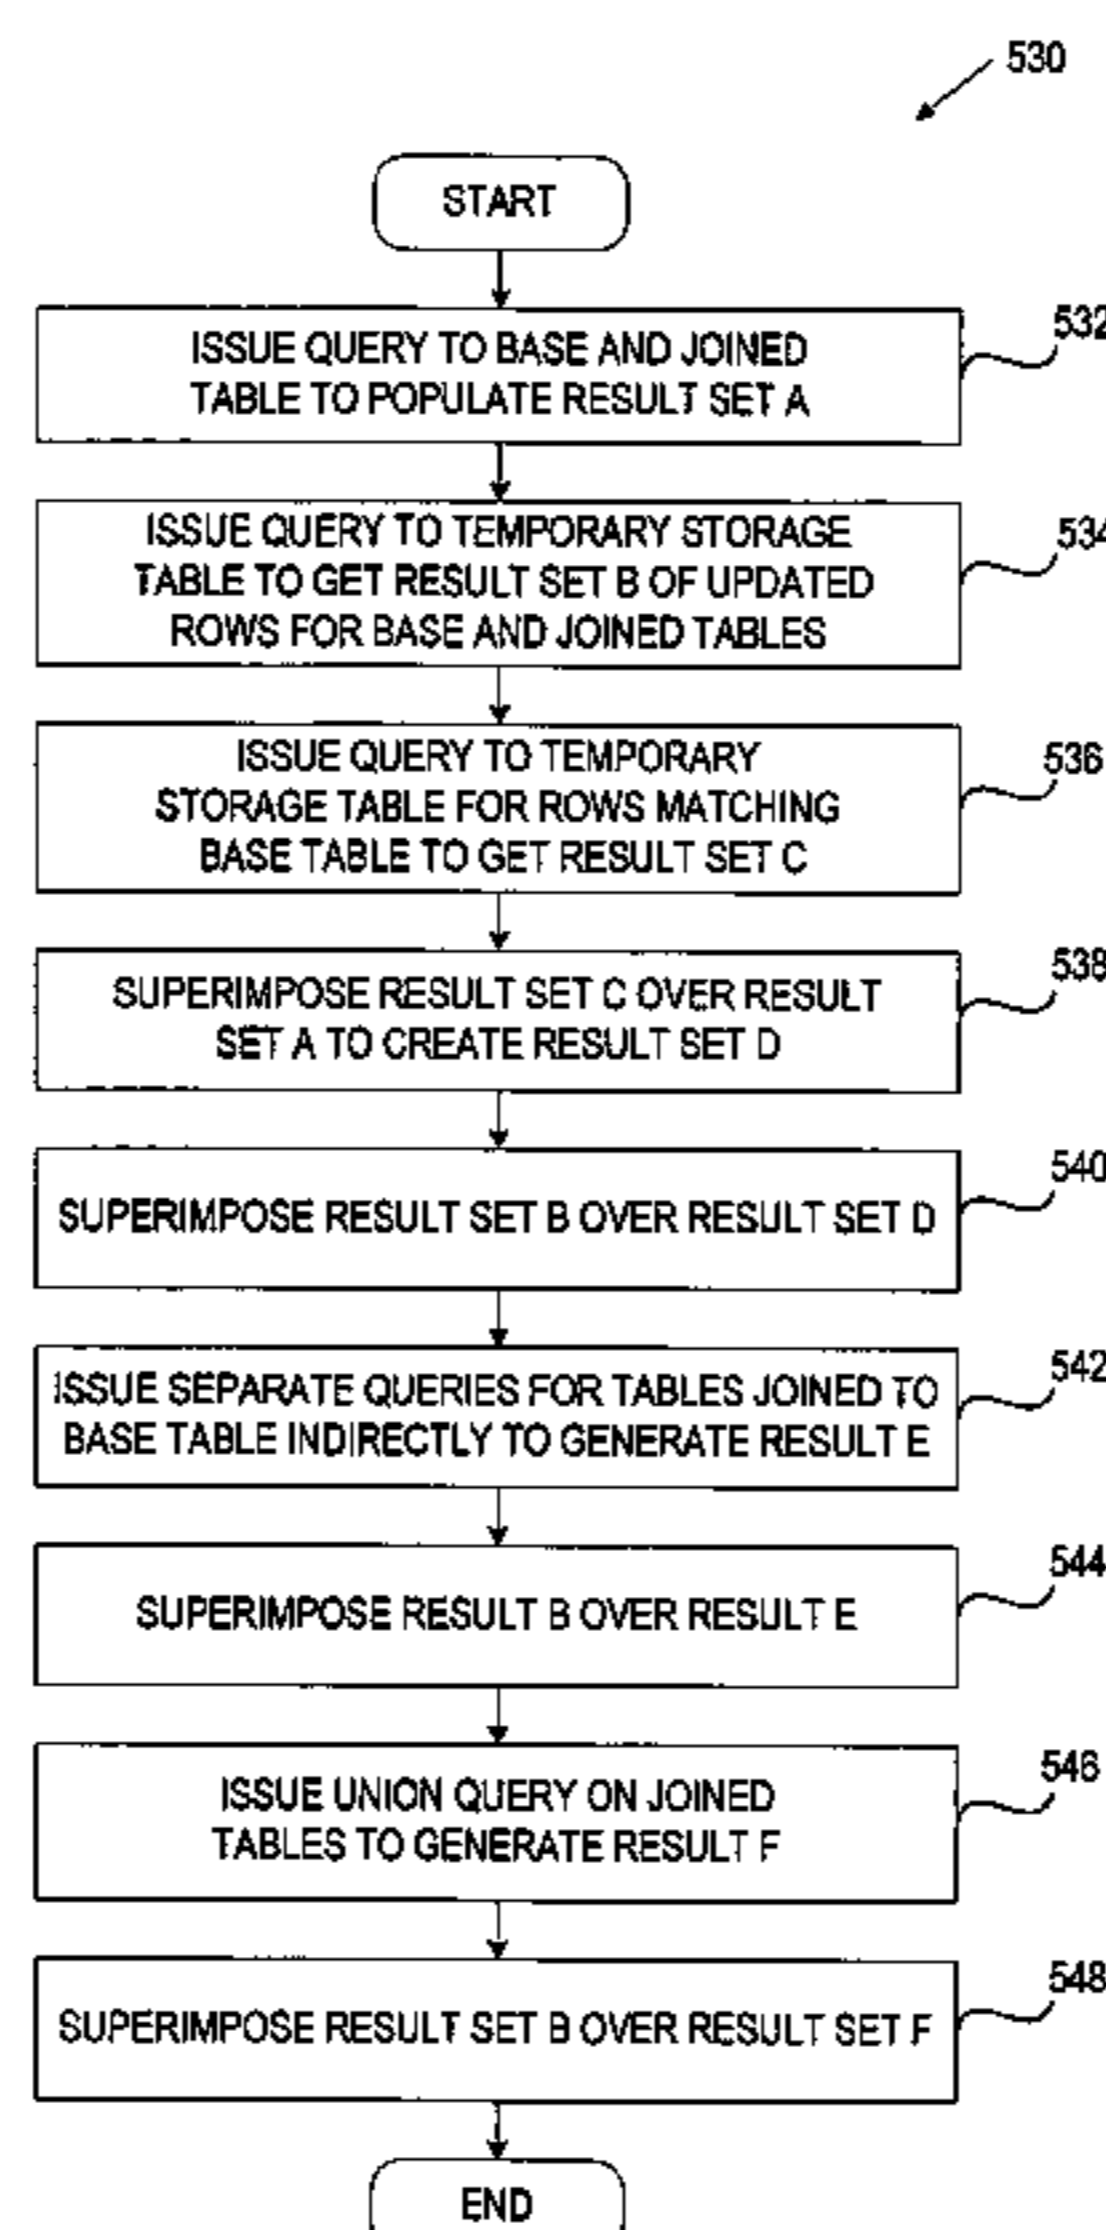 530
START
ISSUE QUERY TO BASE AND JOINED
TABLE TO POPULATE RESULT SET A
532
ISSUE QUERY TO TEMPORARY STORAGE
TABLE TO GET RESULT SET B OF UPDATED
ROWS FOR BASE AND JOINED TABLES
534
ISSUE QUERY TO TEMPORARY
STORAGE TABLE FOR ROWS MATCHING
BASE TABLE TO GET RESULT SET C
536
SUPERIMPOSE RESULT SET C OVER RESULT
SET A TO CREATE RESULT SET D
538
SUPERIMPOSE RESULT SET B OVER RESULT SET D
540
ISSUE SEPARATE QUERIES FOR TABLES JOINED TO
BASE TABLE INDIRECTLY TO GENERATE RESULT E
542
SUPERIMPOSE RESULT B OVER RESULT E
544
ISSUE UNION QUERY ON JOINED
TABLES TO GENERATE RESULT F
546
SUPERIMPOSE RESULT SET B OVER RESULT SET F
548
END